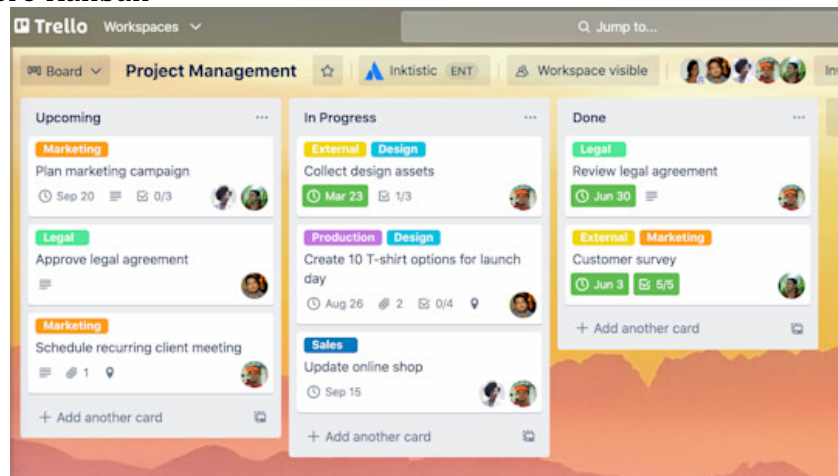 Trello Workspaces Jump to...
Board Project Management Inktistic ENT Workspace visible
Upcoming
Marketing
Plan marketing campaign
Sep 20 0/3
Legal
Approve legal agreement
Marketing
Schedule recurring client meeting
1
+ Add another card
In Progress
External Design
Collect design assets
Mar 23 1/3
Production Design
Create 10 T-shirt options for launch
day
Aug 26 2 0/4
Sales
Update online shop
Sep 15
+ Add another card
Done
Legal
Review legal agreement
Jun 30
External Marketing
Customer survey
Jun 3 5/5
+ Add another card